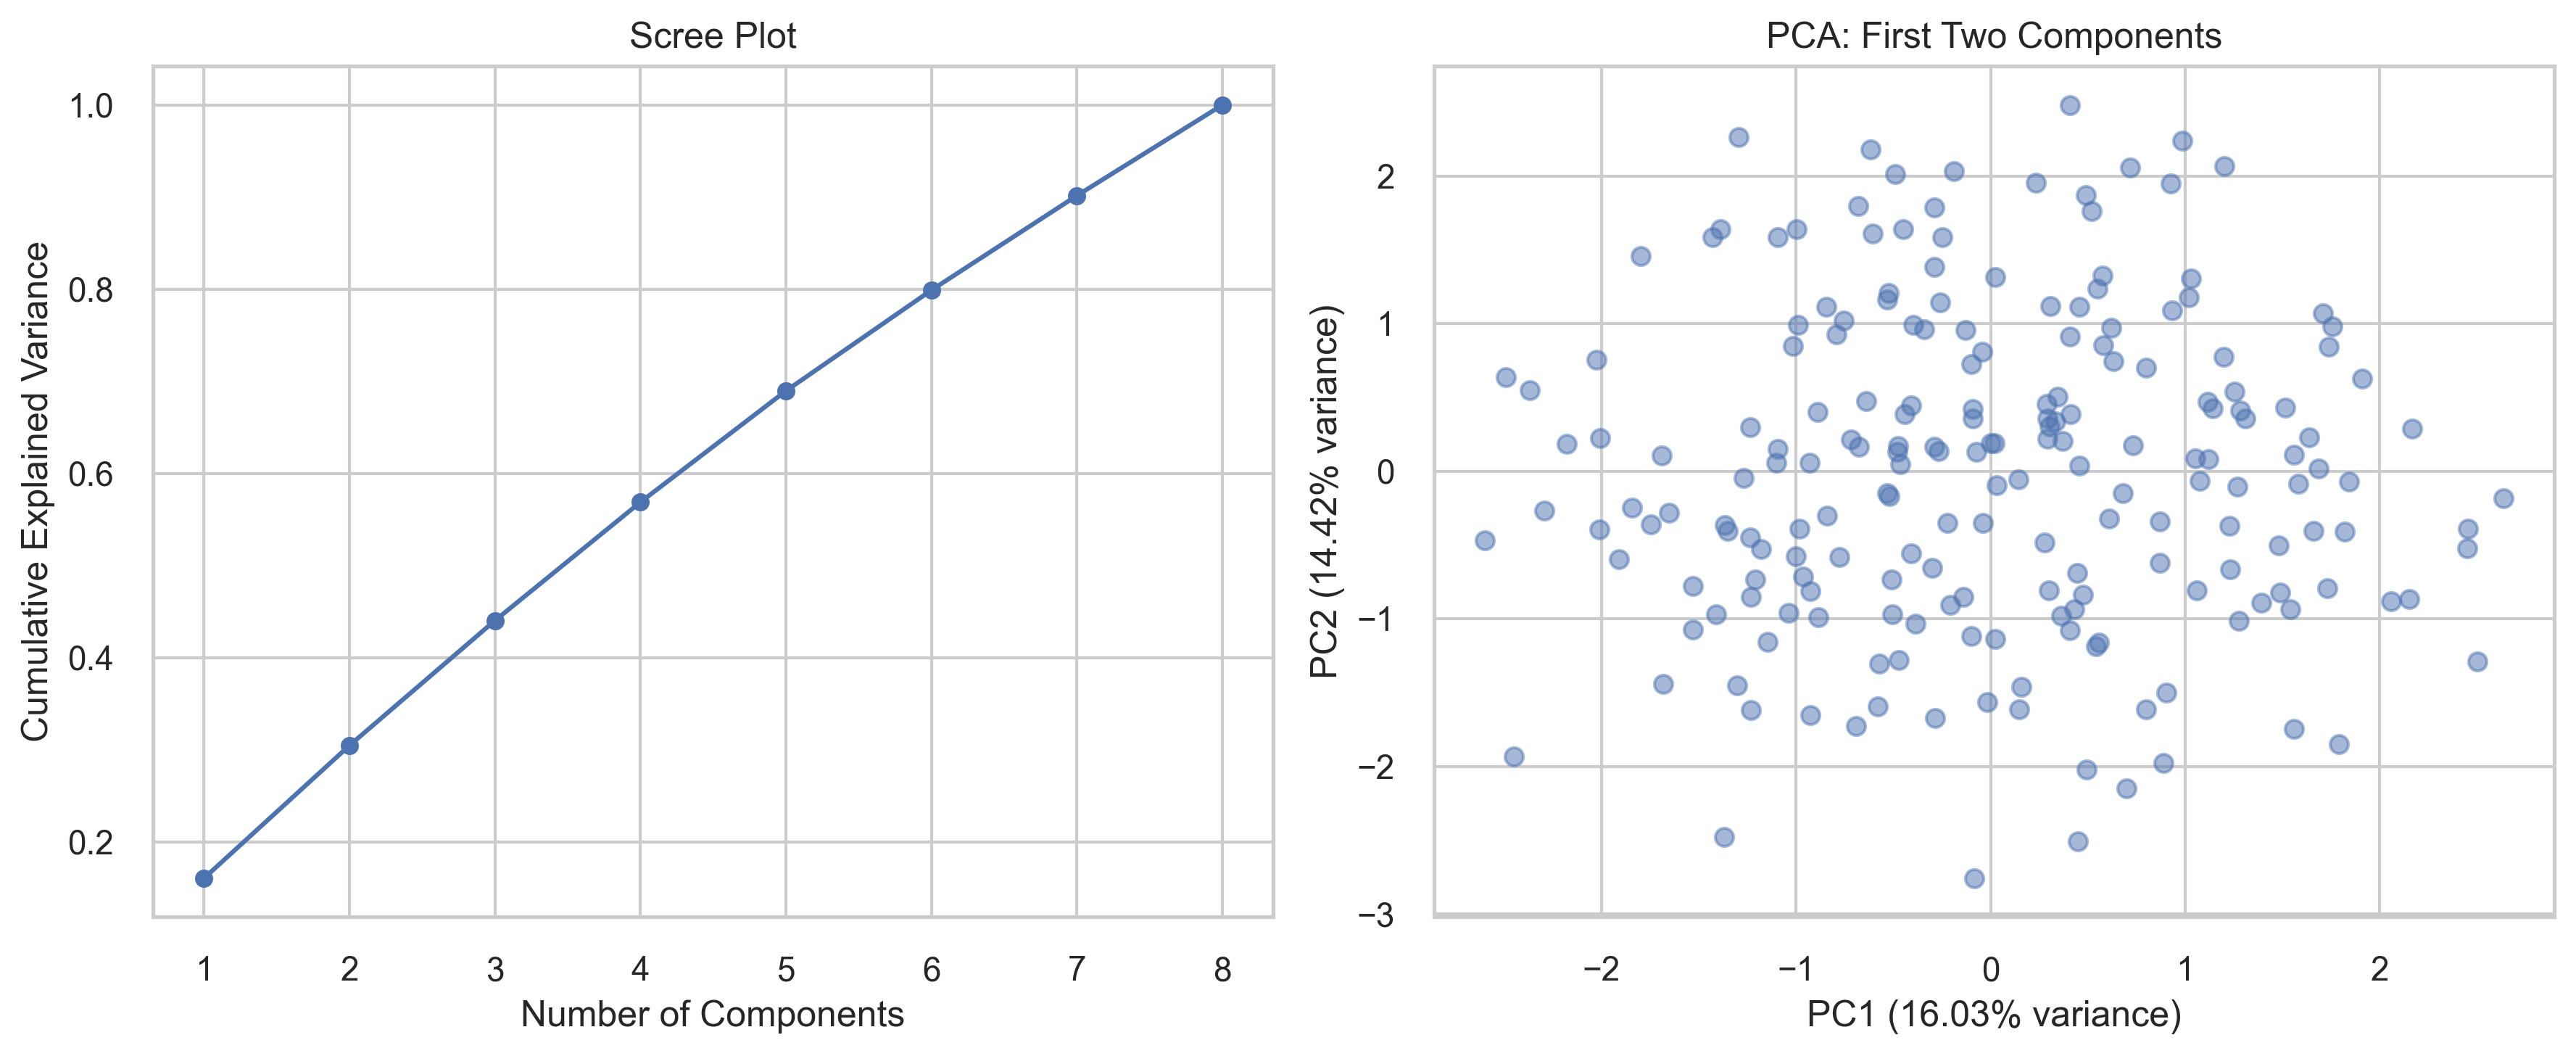 Scree Plot
Cumulative Explained Variance
1.0
0.8
0.6
0.4
0.2
1 2 3 4 5 6 7 8
Number of Components
PCA: First Two Components
PC2 (14.42% variance)
2
1
0
−1
−2
−3
−2 −1 0 1 2
PC1 (16.03% variance)